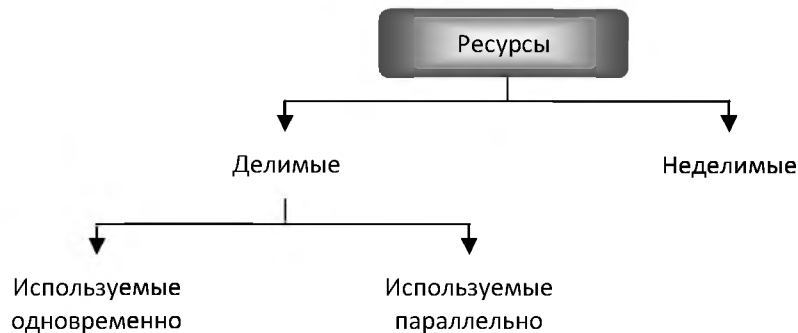 Ресурсы
Делимые
Неделимые
Используемые
одновременно
Используемые
параллельно